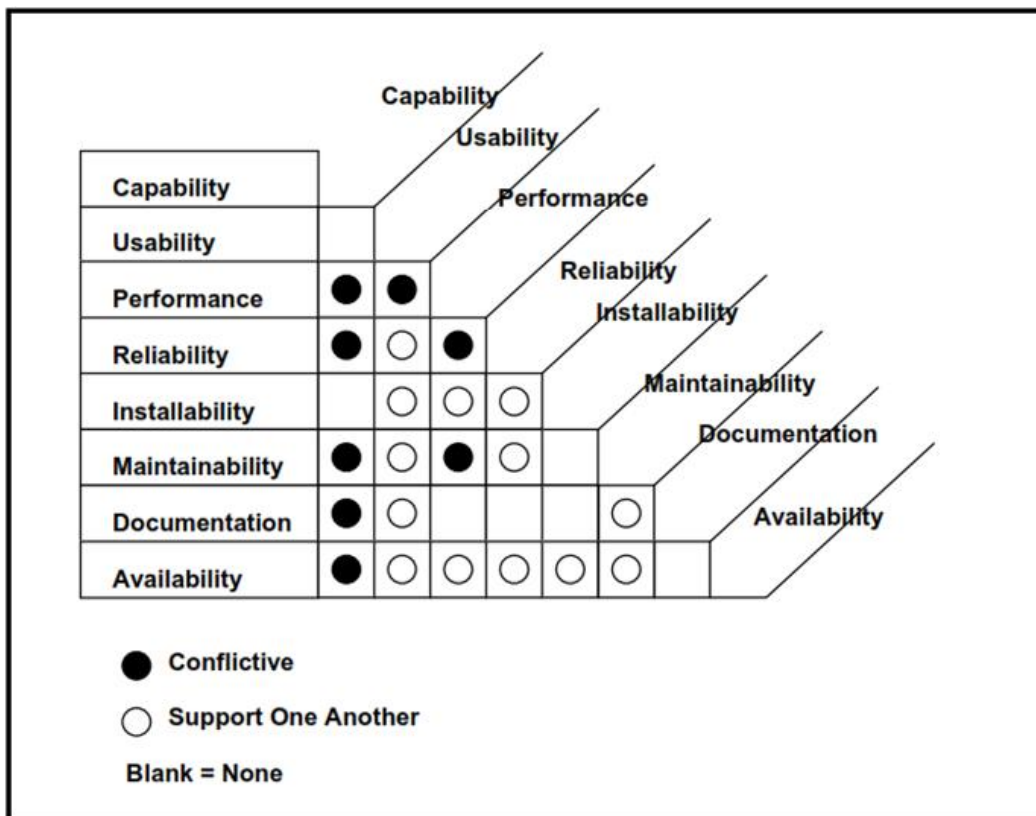 Capability
Usability
Performance
Reliability
Installability
Maintainability
Documentation
Availability
Capability
Usability
Performance
Reliability
Installability
Maintainability
Documentation
Availability
Conflictive
Support One Another
Blank = None